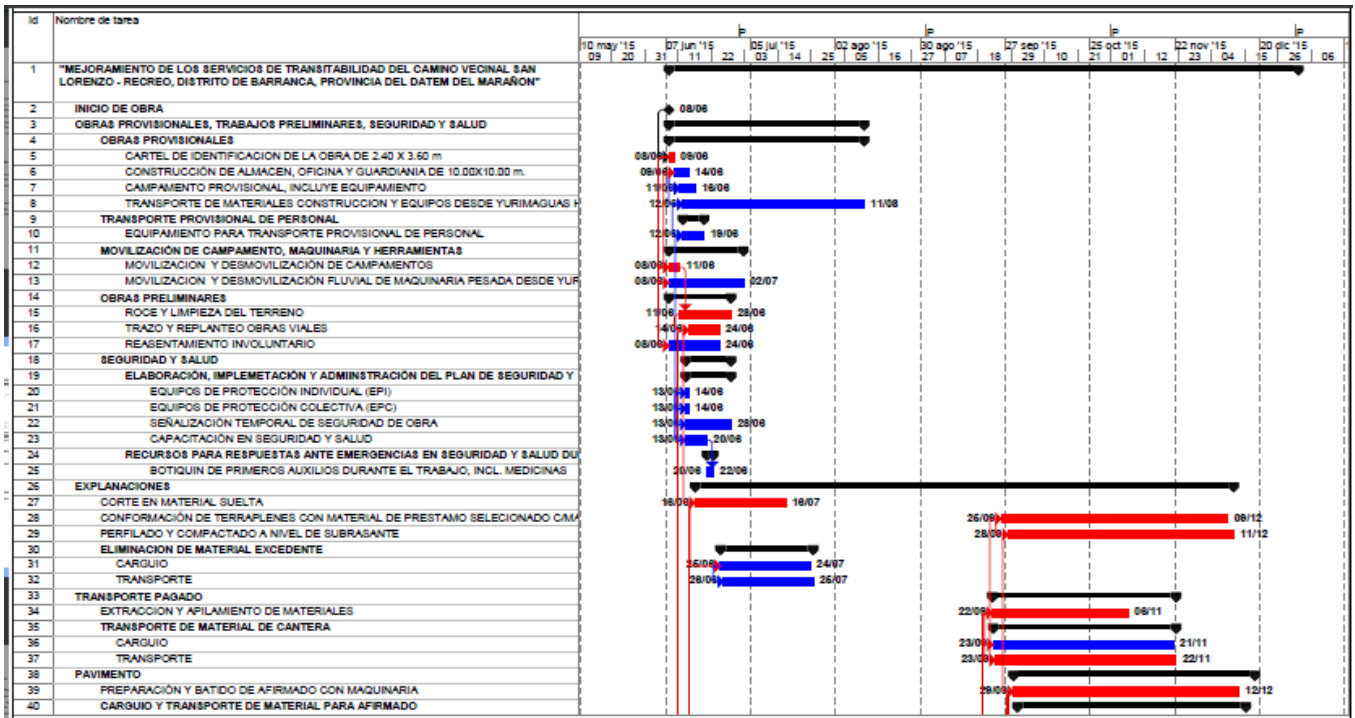 Id Nombre de tarea
P P P P
10 may '15 07 jun '15 05 jul '15 02 ago '15 30 ago '15 27 sep '15 25 oct '15 22 nov '15 20 dic '15
09 20 31 11 22 03 14 25 05 16 27 07 18 29 10 21 01 12 23 04 15 26 06
1 "MEJORAMIENTO DE LOS SERVICIOS DE TRANSITABILIDAD DEL CAMINO VECINAL SAN
LORENZO - RECREO, DISTRITO DE BARRANCA, PROVINCIA DEL DATEM DEL MARAÑON"
2 INICIO DE OBRA 08/06
3 OBRAS PROVISIONALES, TRABAJOS PRELIMINARES, SEGURIDAD Y SALUD
4 OBRAS PROVISIONALES
5 CARTEL DE IDENTIFICACION DE LA OBRA DE 2.40 X 3.60 m 08/06 09/06
6 CONSTRUCCIÓN DE ALMACEN, OFICINA Y GUARDIANIA DE 10.00X10.00 m. 09/06 14/06
7 CAMPAMENTO PROVISIONAL, INCLUYE EQUIPAMIENTO 11/06 16/06
8 TRANSPORTE DE MATERIALES CONSTRUCCION Y EQUIPOS DESDE YURIMAGUAS H 12/06 11/08
9 TRANSPORTE PROVISIONAL DE PERSONAL
10 EQUIPAMIENTO PARA TRANSPORTE PROVISIONAL DE PERSONAL 12/06 19/06
11 MOVILIZACIÓN DE CAMPAMENTO, MAQUINARIA Y HERRAMIENTAS
12 MOVILIZACION Y DESMOVILIZACIÓN DE CAMPAMENTOS 08/06 11/06
13 MOVILIZACION Y DESMOVILIZACIÓN FLUVIAL DE MAQUINARIA PESADA DESDE YUR 08/06 02/07
14 OBRAS PRELIMINARES
15 ROCE Y LIMPIEZA DEL TERRENO 11/06 28/06
16 TRAZO Y REPLANTEO OBRAS VIALES 14/06 24/06
17 REASENTAMIENTO INVOLUNTARIO 08/06 24/06
18 SEGURIDAD Y SALUD
19 ELABORACIÓN, IMPLEMETACIÓN Y ADMIINSTRACIÓN DEL PLAN DE SEGURIDAD Y
20 EQUIPOS DE PROTECCIÓN INDIVIDUAL (EPI) 13/06 14/06
21 EQUIPOS DE PROTECCIÓN COLECTIVA (EPC) 13/06 14/06
22 SEÑALIZACIÓN TEMPORAL DE SEGURIDAD DE OBRA 13/06 28/06
23 CAPACITACIÓN EN SEGURIDAD Y SALUD 13/06 20/06
24 RECURSOS PARA RESPUESTAS ANTE EMERGENCIAS EN SEGURIDAD Y SALUD DU
25 BOTIQUIN DE PRIMEROS AUXILIOS DURANTE EL TRABAJO, INCL. MEDICINAS 20/06 22/06
26 EXPLANACIONES
27 CORTE EN MATERIAL SUELTA 16/06 16/07
28 CONFORMACIÓN DE TERRAPLENES CON MATERIAL DE PRESTAMO SELECCIONADO C/MA 26/09 09/12
29 PERFILADO Y COMPACTADO A NIVEL DE SUBRASANTE 28/09 11/12
30 ELIMINACION DE MATERIAL EXCEDENTE
31 CARGUIO 25/06 24/07
32 TRANSPORTE 26/06 25/07
33 TRANSPORTE PAGADO
34 EXTRACCION Y APILAMIENTO DE MATERIALES 22/09 06/11
35 TRANSPORTE DE MATERIAL DE CANTERA
36 CARGUIO 23/09 21/11
37 TRANSPORTE 23/09 22/11
38 PAVIMENTO
39 PREPARACIÓN Y BATIDO DE AFIRMADO CON MAQUINARIA 29/09 12/12
40 CARGUIO Y TRANSPORTE DE MATERIAL PARA AFIRMADO